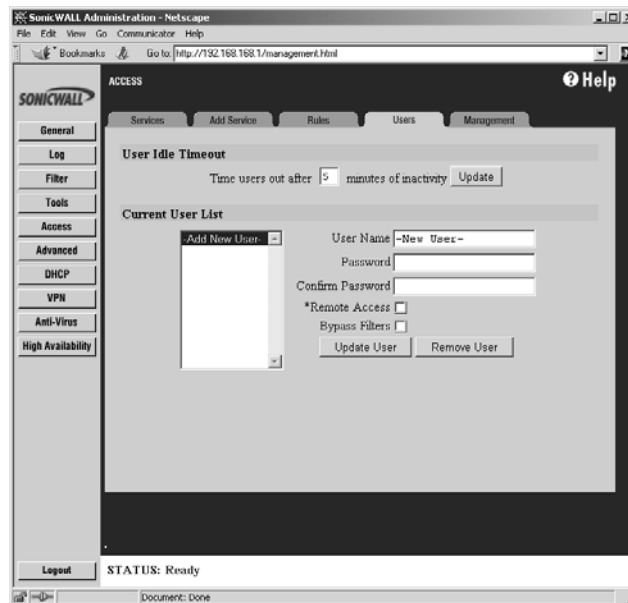 SonicWALL Administration - Netscape
File Edit View Go Communicator Help
Bookmarks Go to: http://192.168.168.1/management.html
ACCESS
Help
SONICWALL
Services Add Service Rules Users Management
General
Log
Filter
Tools
Access
Advanced
DHCP
VPN
Anti-Virus
High Availability
User Idle Timeout
Time users out after 5 minutes of inactivity Update
Current User List
-Add New User-
User Name -New User-
Password
Confirm Password
*Remote Access
Bypass Filters
Update User Remove User
Logout
STATUS: Ready
Document: Done